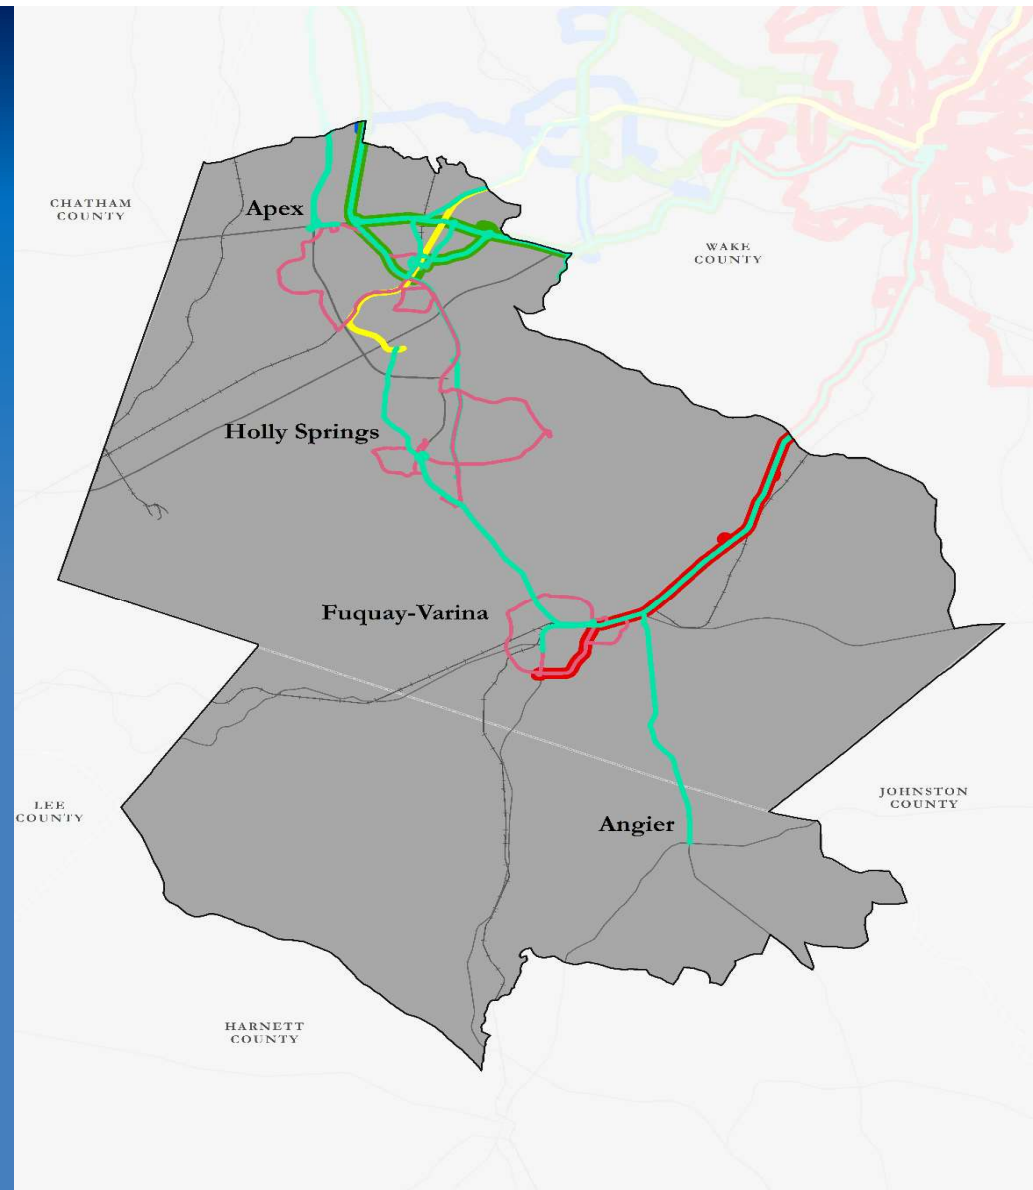 CHATHAM
COUNTY
Apex
WAKE
COUNTY
Holly Springs
Fuquay-Varina
LEE
COUNTY
JOHNSTON
COUNTY
Angier
HARNETT
COUNTY